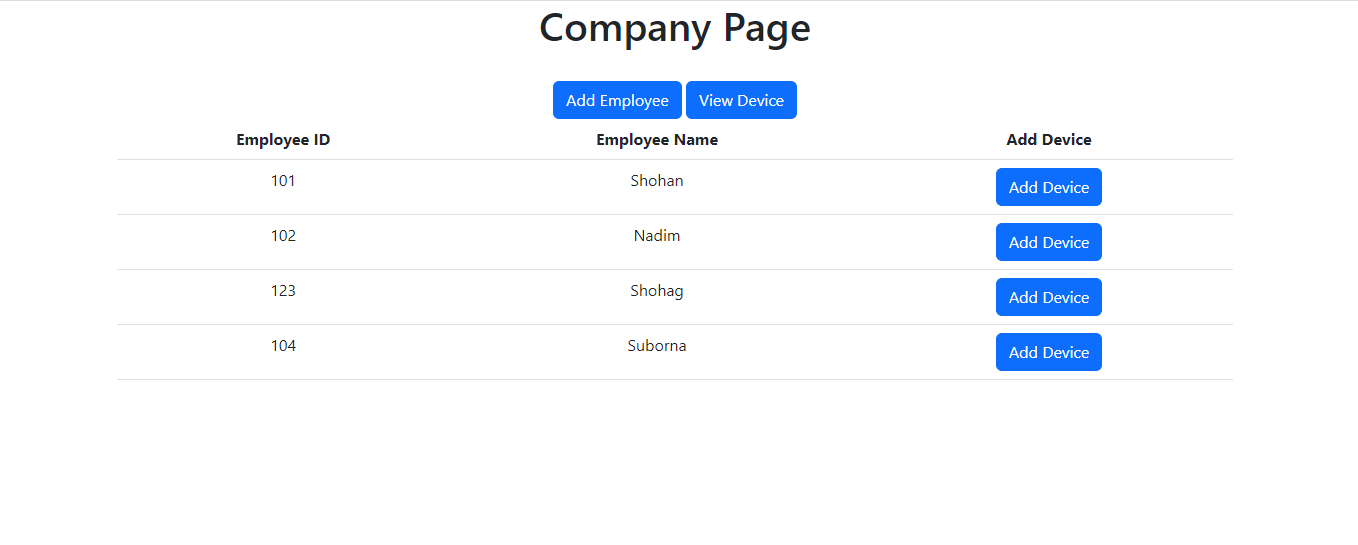 Company Page
Add Employee View Device
Employee ID Employee Name Add Device
101 Shohan Add Device
102 Nadim Add Device
123 Shohag Add Device
104 Suborna Add Device